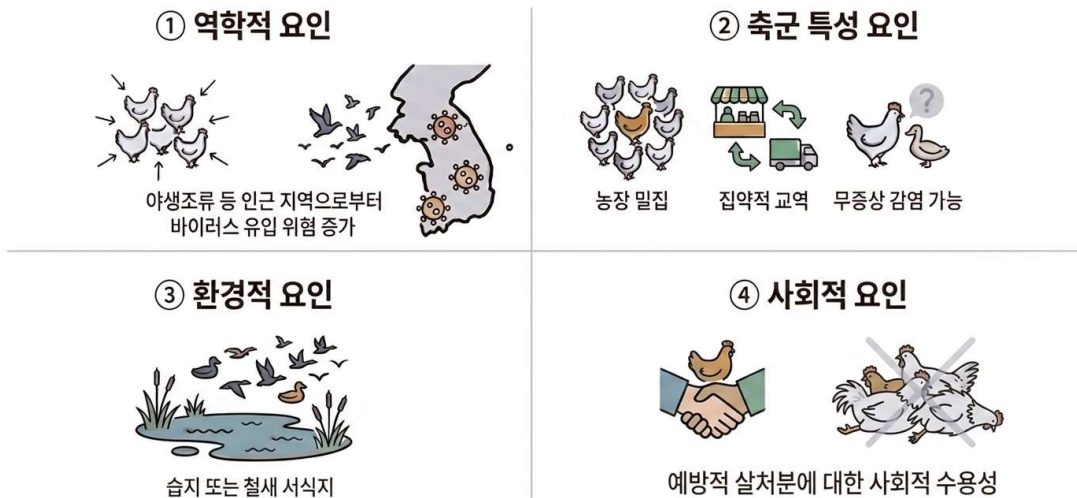 ① 역학적 요인
야생조류 등 인근 지역으로부터
바이러스 유입 위험 증가
② 축군 특성 요인
농장 밀집
집약적 교역
?
무증상 감염 가능
③ 환경적 요인
습지 또는 철새 서식지
④ 사회적 요인
예방적 살처분에 대한 사회적 수용성